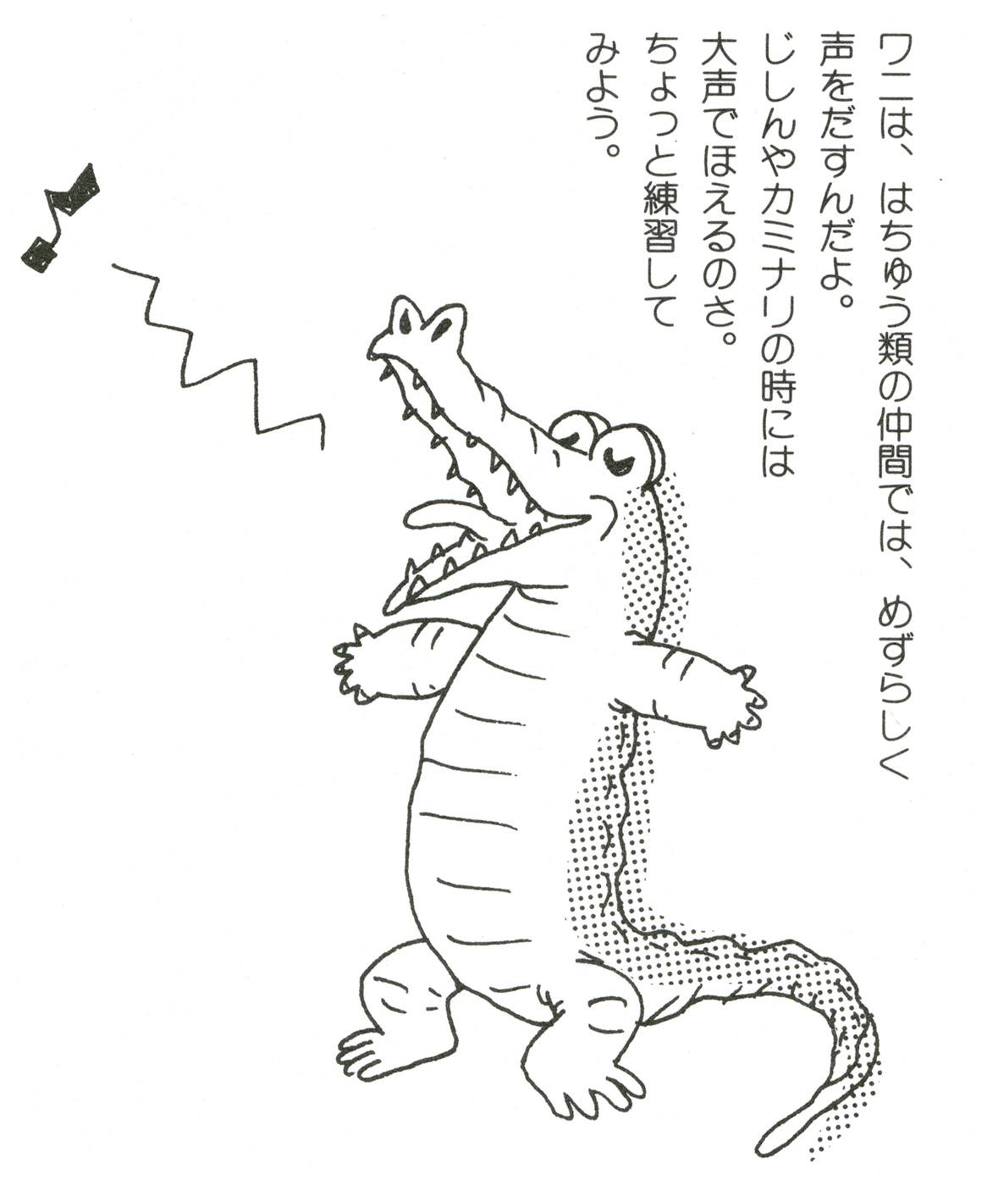 ワニは、はちゅう類の仲間では、めずらしく
声をだすんだよ。
じしんやカミナリの時には
大声でほえるのさ。
ちょっと練習して
みよう。